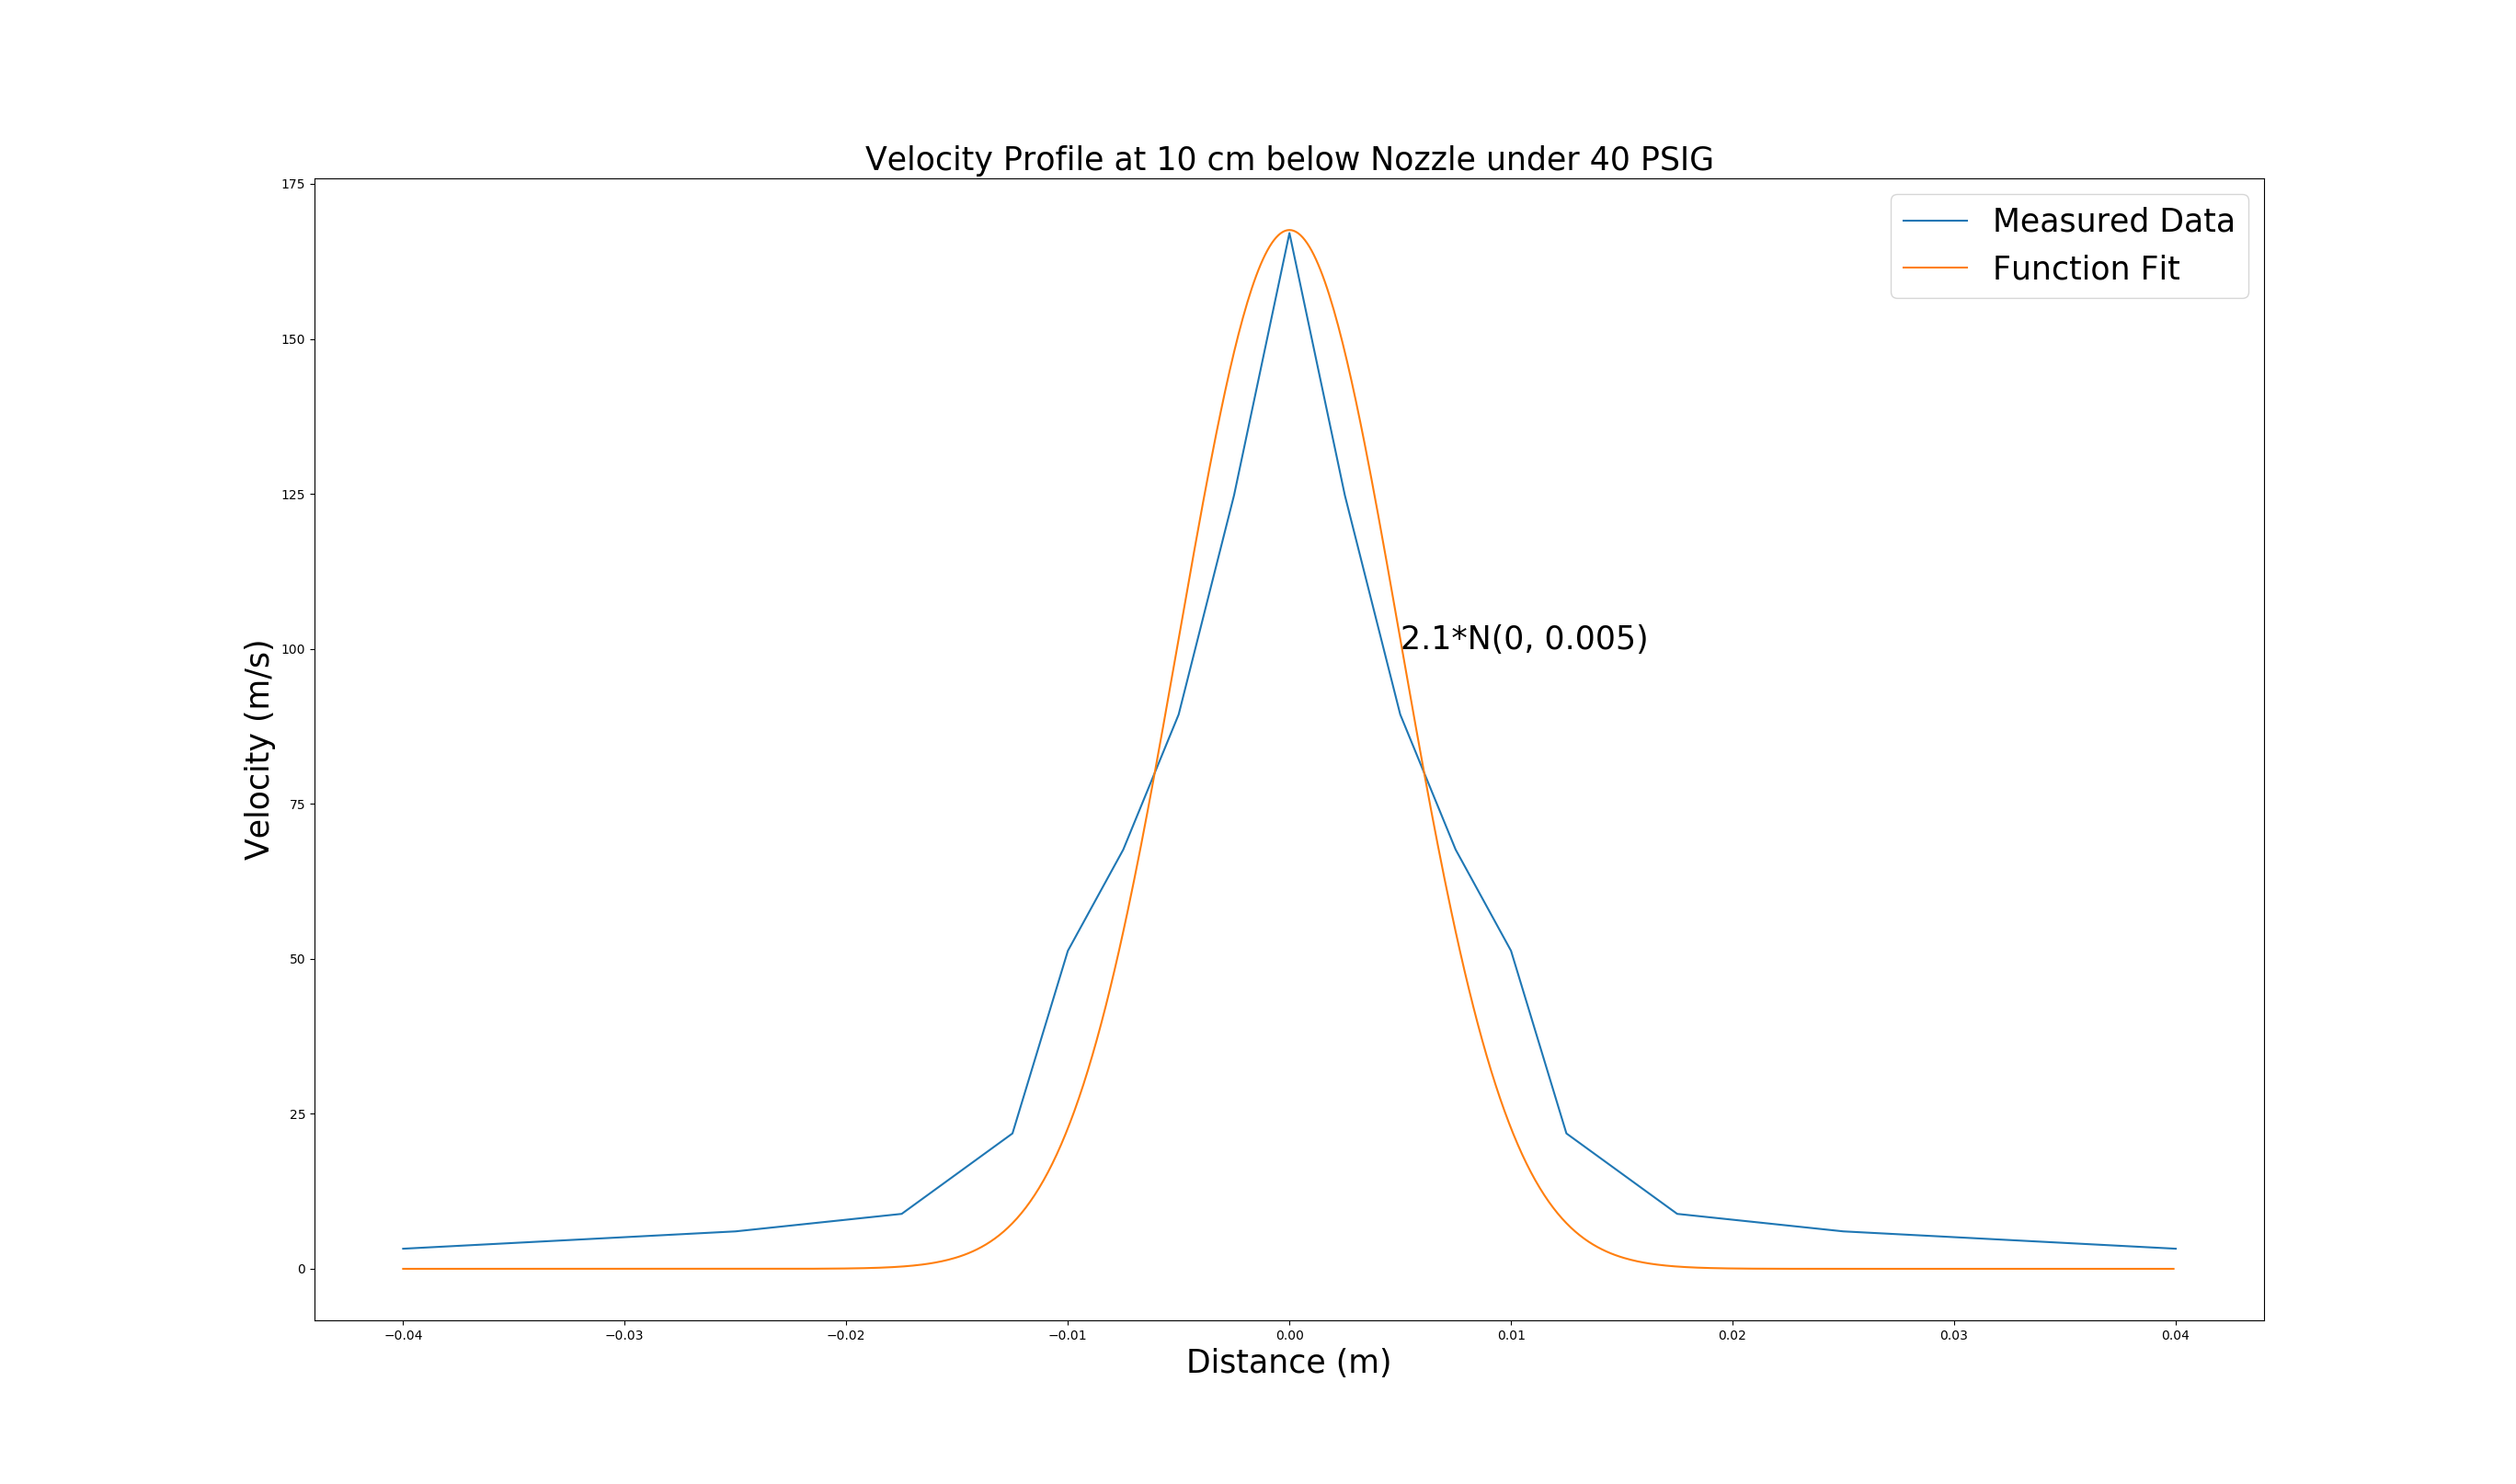 Velocity Profile at 10 cm below Nozzle under 40 PSIG
Measured Data
Function Fit
2.1*N(0, 0.005)
Velocity (m/s)
175
150
125
100
75
50
25
0
−0.04 −0.03 −0.02 −0.01 0.00 0.01 0.02 0.03 0.04
Distance (m)